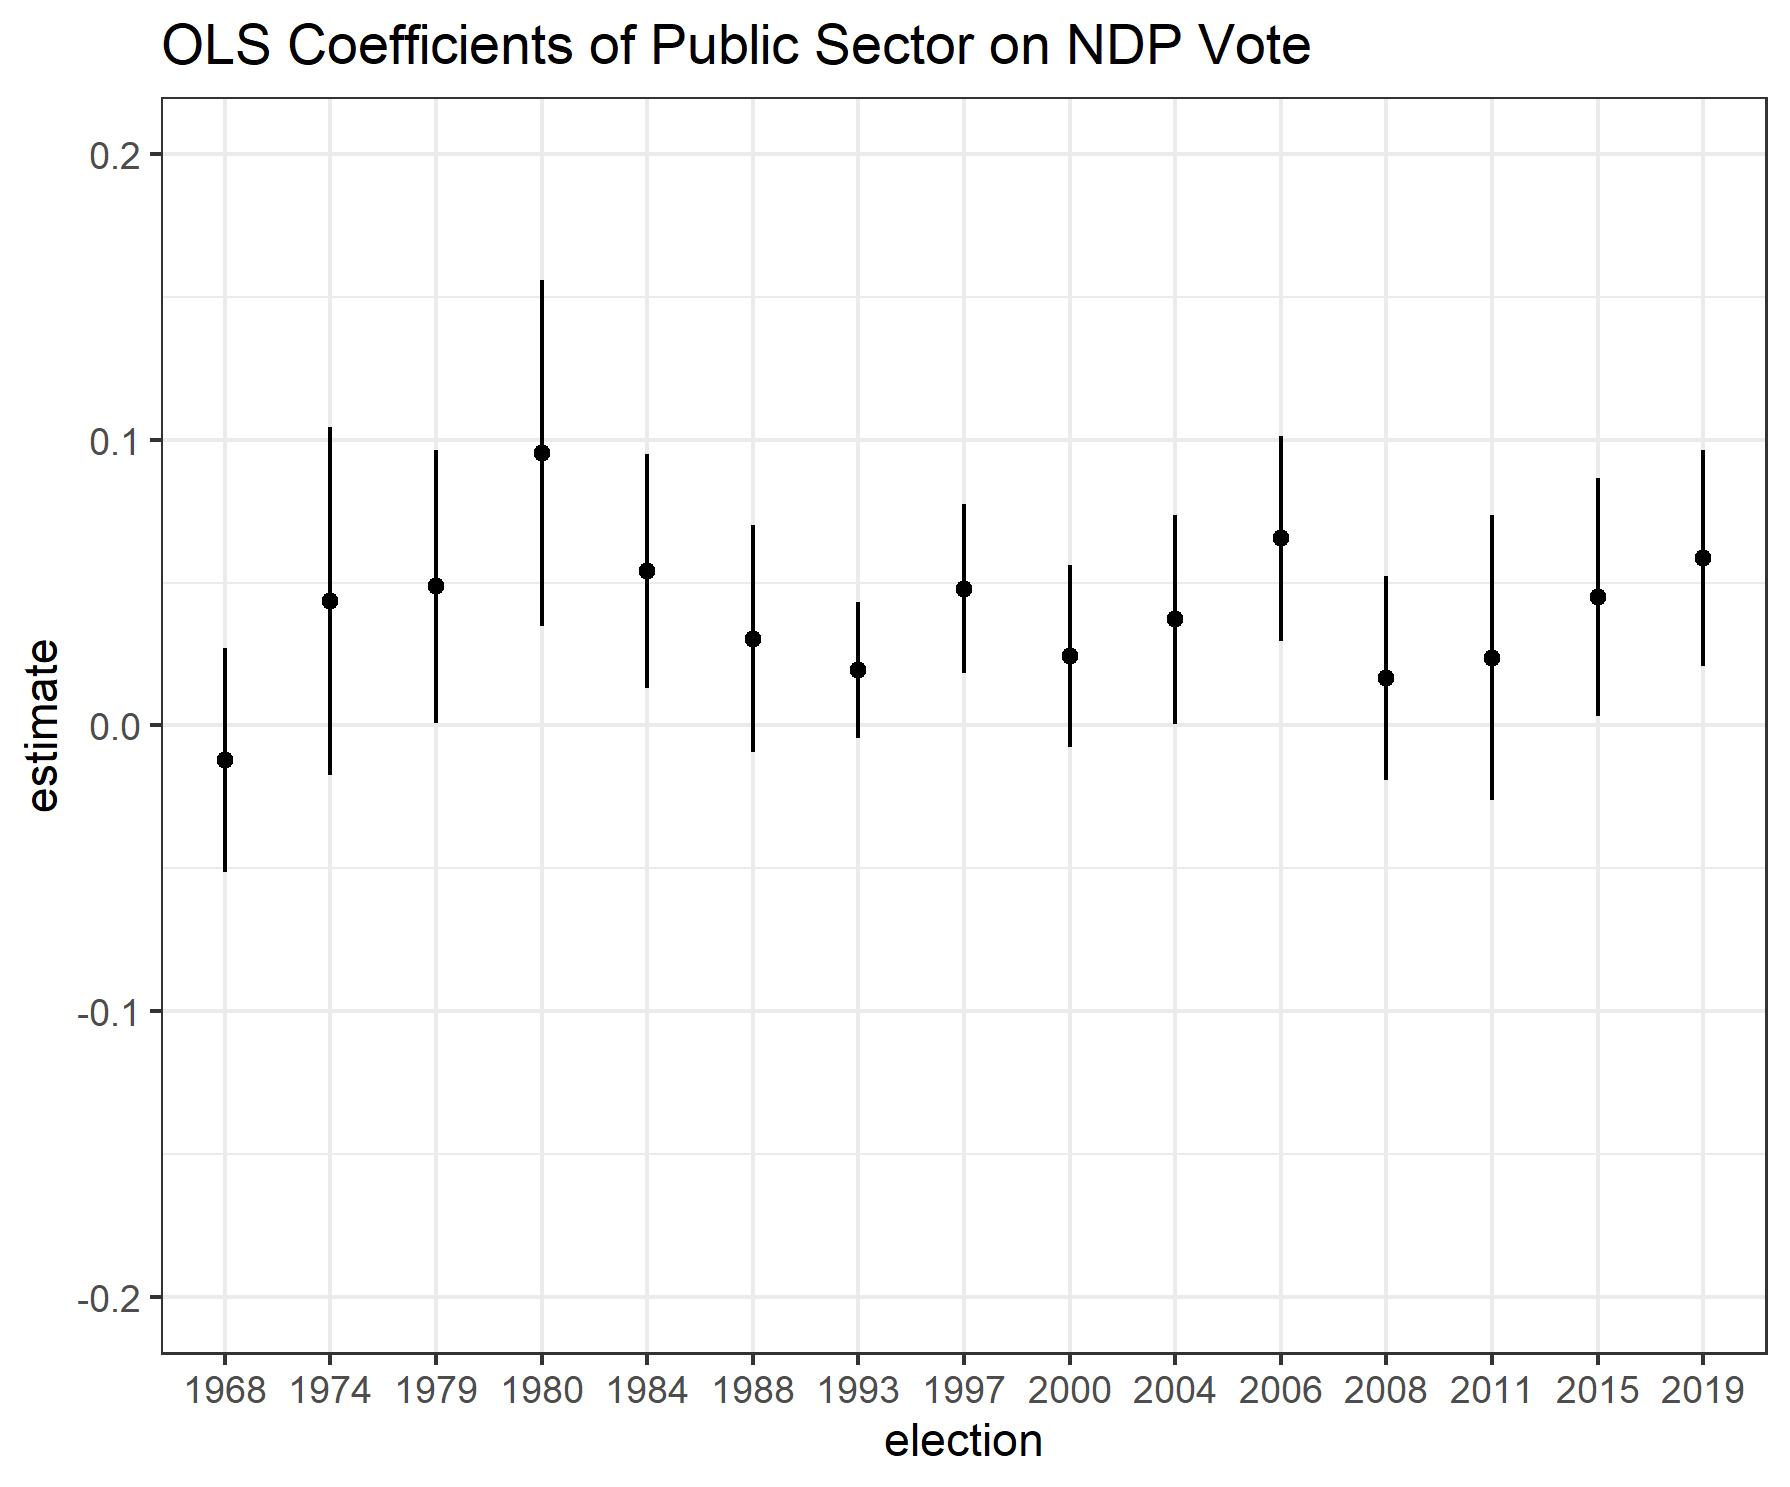 OLS Coefficients of Public Sector on NDP Vote
0.2
0.1
0.0
-0.1
-0.2
estimate
1968 1974 1979 1980 1984 1988 1993 1997 2000 2004 2006 2008 2011 2015 2019
election